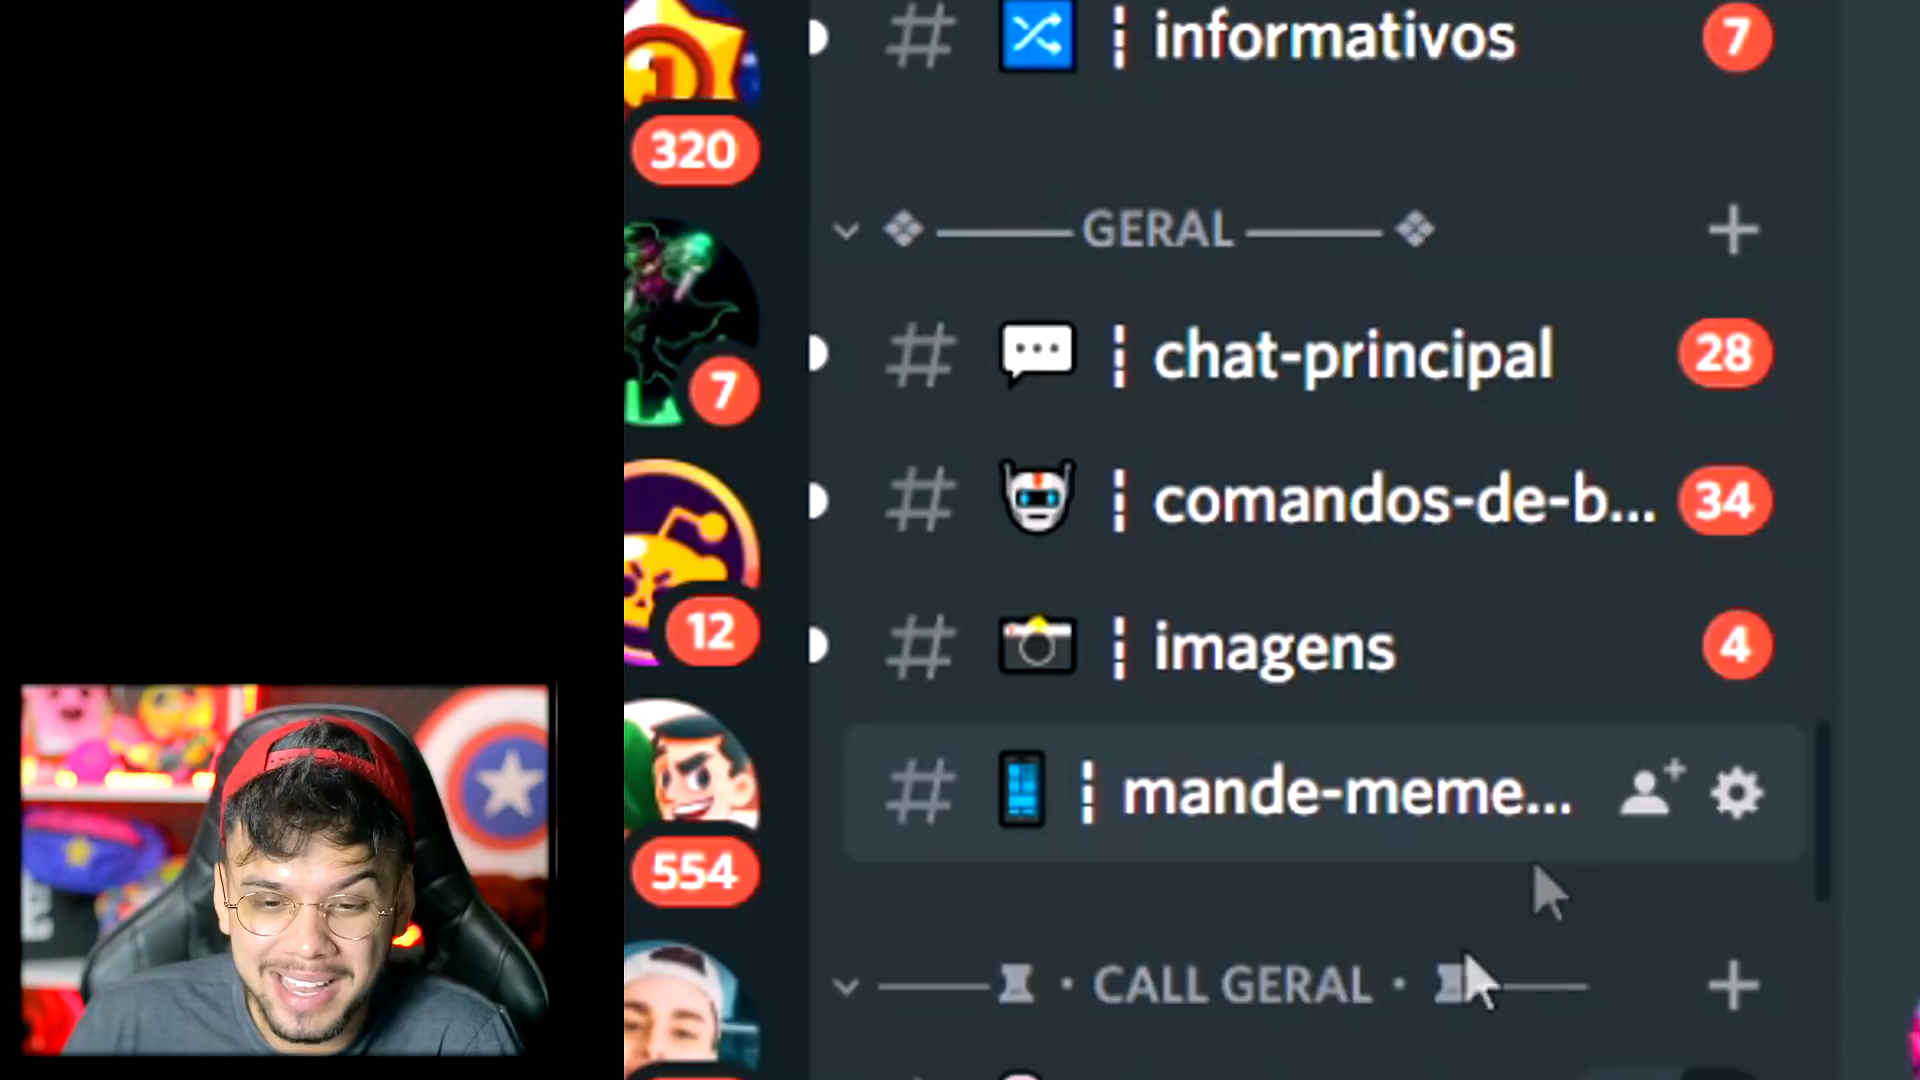 informativos 7
320
GERAL
chat-principal 28
7
comandos-de-b... 34
12
imagens 4
mande-meme...
554
CALL GERAL